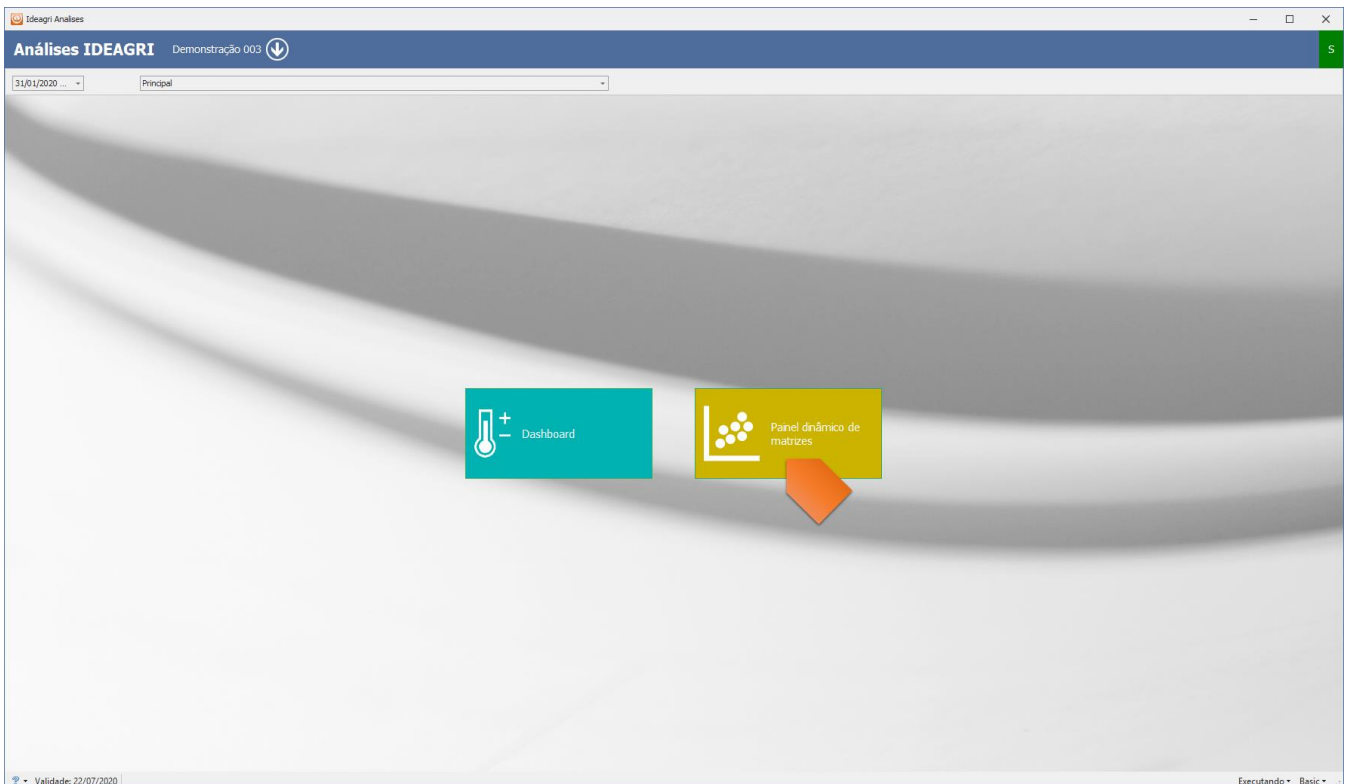 Ideagri Analises
Análises IDEAGRI Demonstração 003
S
31/01/2020 ... Principal
Dashboard
Painel dinâmico de
matrizes
? Validade: 22/07/2020
Executando Basic